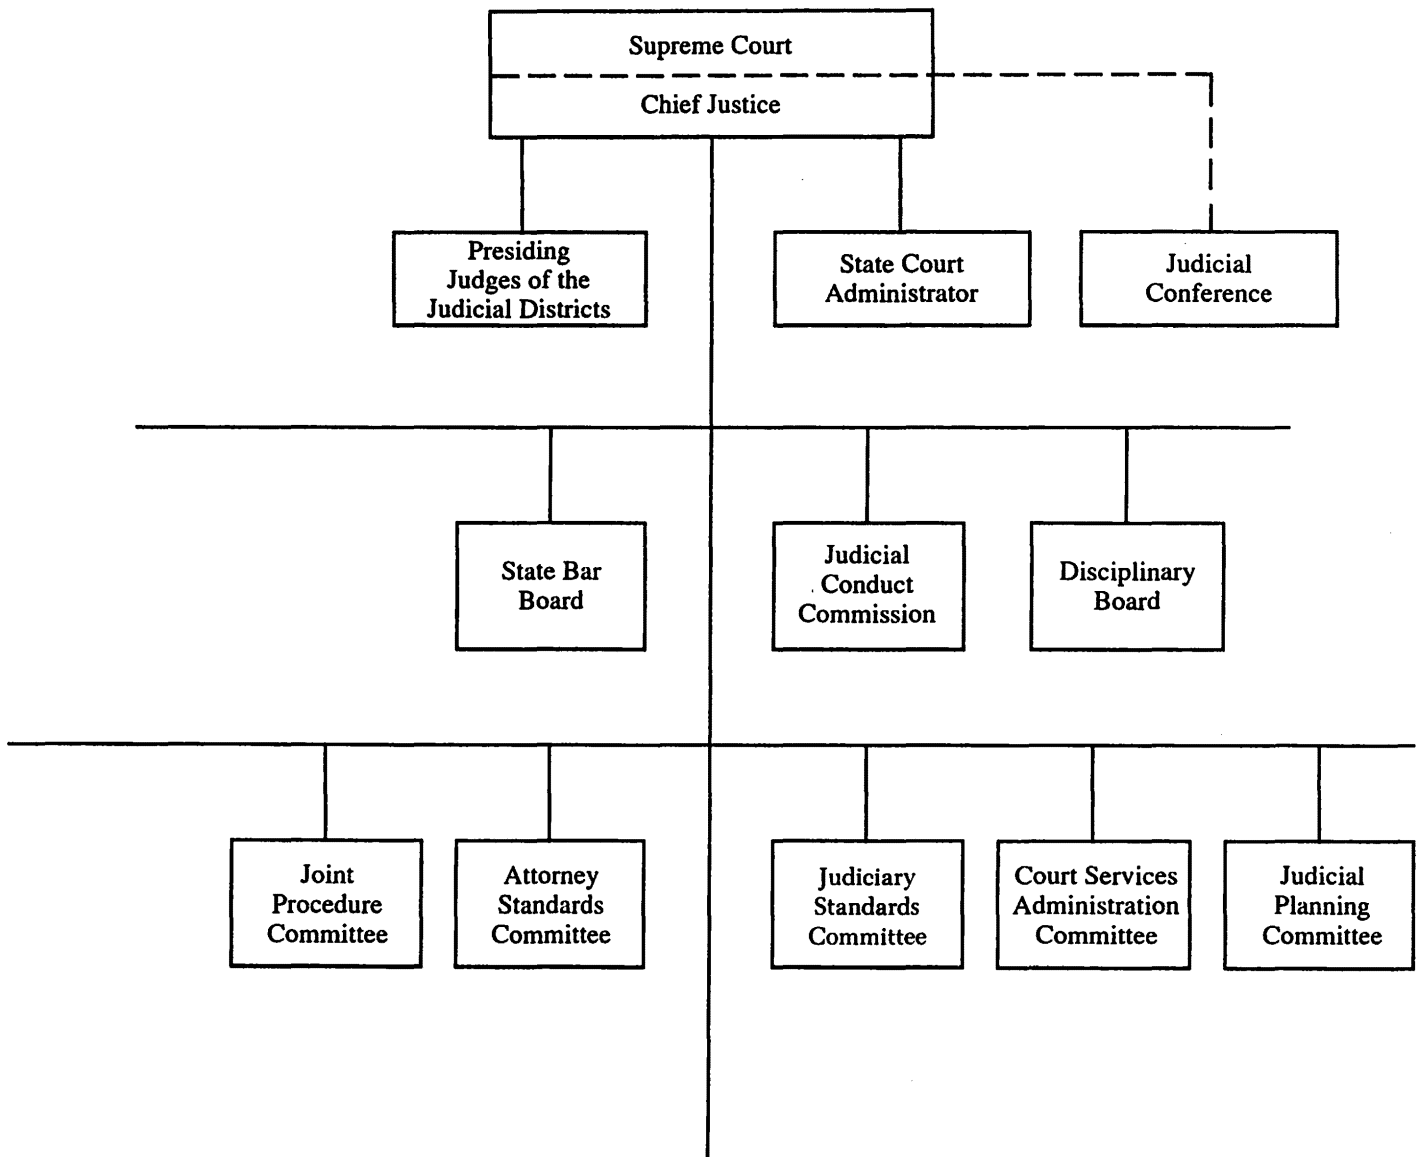 Supreme Court
Chief Justice
Presiding
Judges of the
Judicial Districts
State Court
Administrator
Judicial
Conference
State Bar
Board
Judicial
Conduct
Commission
Disciplinary
Board
Joint
Procedure
Committee
Attorney
Standards
Committee
Judiciary
Standards
Committee
Court Services
Administration
Committee
Judicial
Planning
Committee